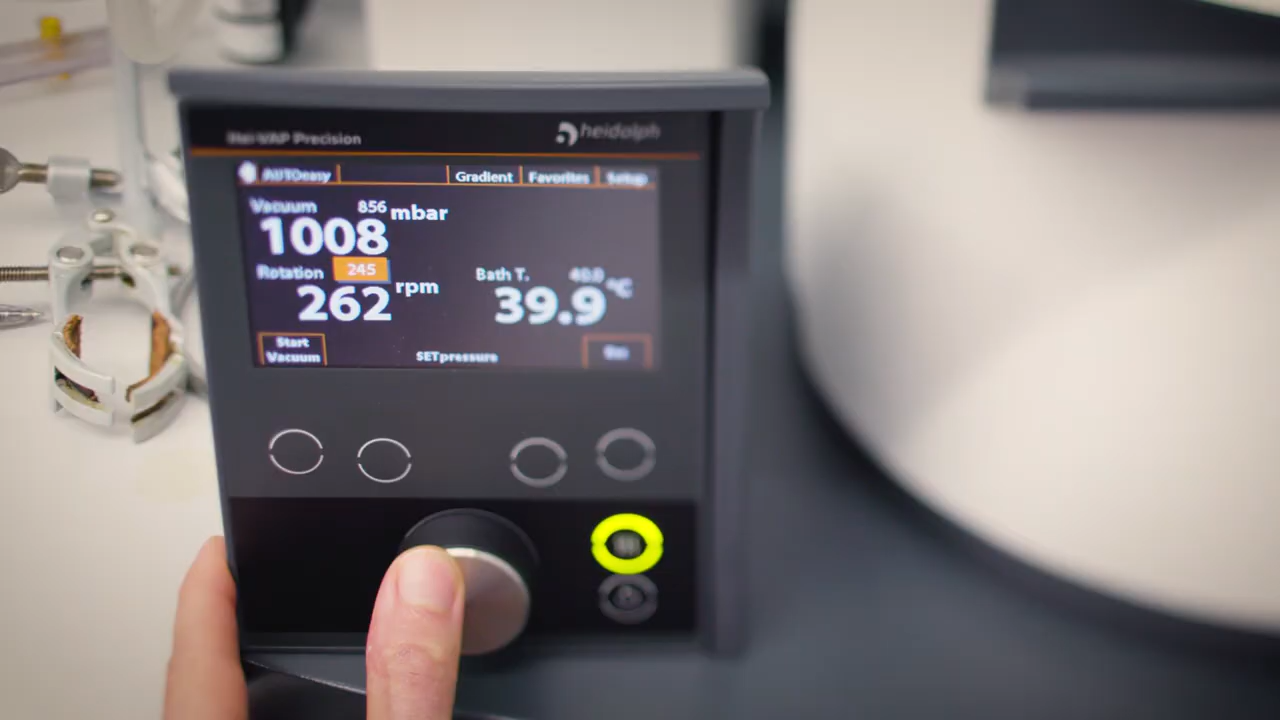 Hei-VAP Precision heidolph
AUTOeasy Gradient Favorites Setup
Vacuum 856 mbar
1008
Rotation 245 rpm
262
Bath T. 40.0 °C
39.9
Start
Vacuum
SETpressure